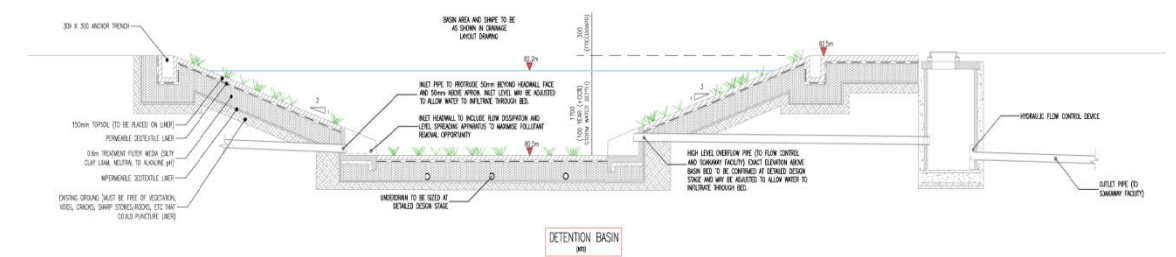 300 X 300 ANCHOR TRENCH
150mm TOPSOIL (TO BE PLACED ON LINER)
PERMEABLE GEOTEXTILE LINER
0.6m TREATMENT FILTER MEDIA (SILTY
CLAY LOAM, NEUTRAL TO ALKALINE pH)
IMPERMEABLE GEOTEXTILE LINER
EXISTING GROUND (MUST BE FREE OF VEGETATION,
VOIDS, CRACKS, SHARP STONES/ROCKS, ETC THAT
COULD PUNCTURE LINER)
BASIN AREA AND SHAPE TO BE
AS SHOWN IN DRAINAGE
LAYOUT DRAWING
300
(FREEBOARD)
82.2m
82.5m
INLET PIPE TO PROTRUDE 50mm BEYOND HEADWALL FACE
AND 50mm ABOVE APRON. INLET LEVEL MAY BE ADJUSTED
TO ALLOW WATER TO INFILTRATE THROUGH BED.
3
INLET HEADWALL TO INCLUDE FLOW DISSIPATION AND
LEVEL SPREADING APPARATUS TO MAXIMISE POLLUTANT
REMOVAL OPPORTUNITY
1700
STORM WATER DEPTH)
3
80.5m
UNDERDRAIN TO BE SIZED AT
DETAILED DESIGN STAGE
HIGH LEVEL OVERFLOW PIPE (TO FLOW CONTROL
AND SOAKAWAY FACILITY). EXACT ELEVATION ABOVE
BASIN BED TO BE CONFIRMED AT DETAILED DESIGN
STAGE AND MAY BE ADJUSTED TO ALLOW WATER TO
INFILTRATE THROUGH BED.
HYDRAULIC FLOW CONTROL DEVICE
OUTLET PIPE (TO
SOAKAWAY FACILITY)
DETENTION BASIN
(NTS)